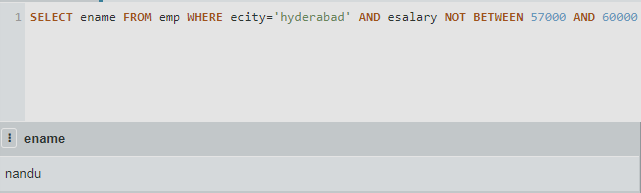 1 SELECT ename FROM emp WHERE ecity='hyderabad' AND esalary NOT BETWEEN 57000 AND 60000
ename
nandu